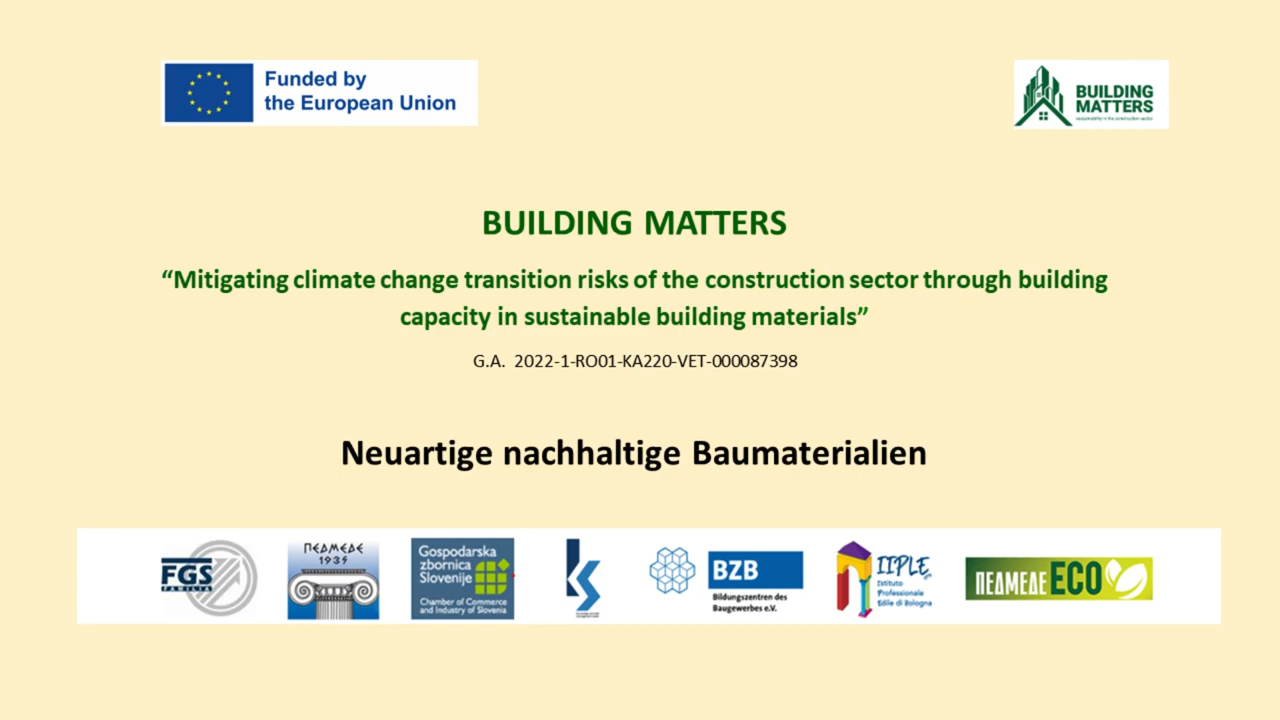 Funded by
the European Union
BUILDING
MATTERS
BUILDING MATTERS
“Mitigating climate change transition risks of the construction sector through building
capacity in sustainable building materials”
G.A. 2022-1-RO01-KA220-VET-000087398
Neuartige nachhaltige Baumaterialien
FGS
FAMILIA
ΠΕΔΜΕΔΕ
1935
Gospodarska
zbornica
Slovenije
Chamber of Commerce
and Industry of Slovenia
KS
BZB
Bildungszentren des
Baugewerbes e.V.
IIPLE
Istituto
Professionale
Edile di Bologna
ΠΕΔΜΕΔΕ ECO